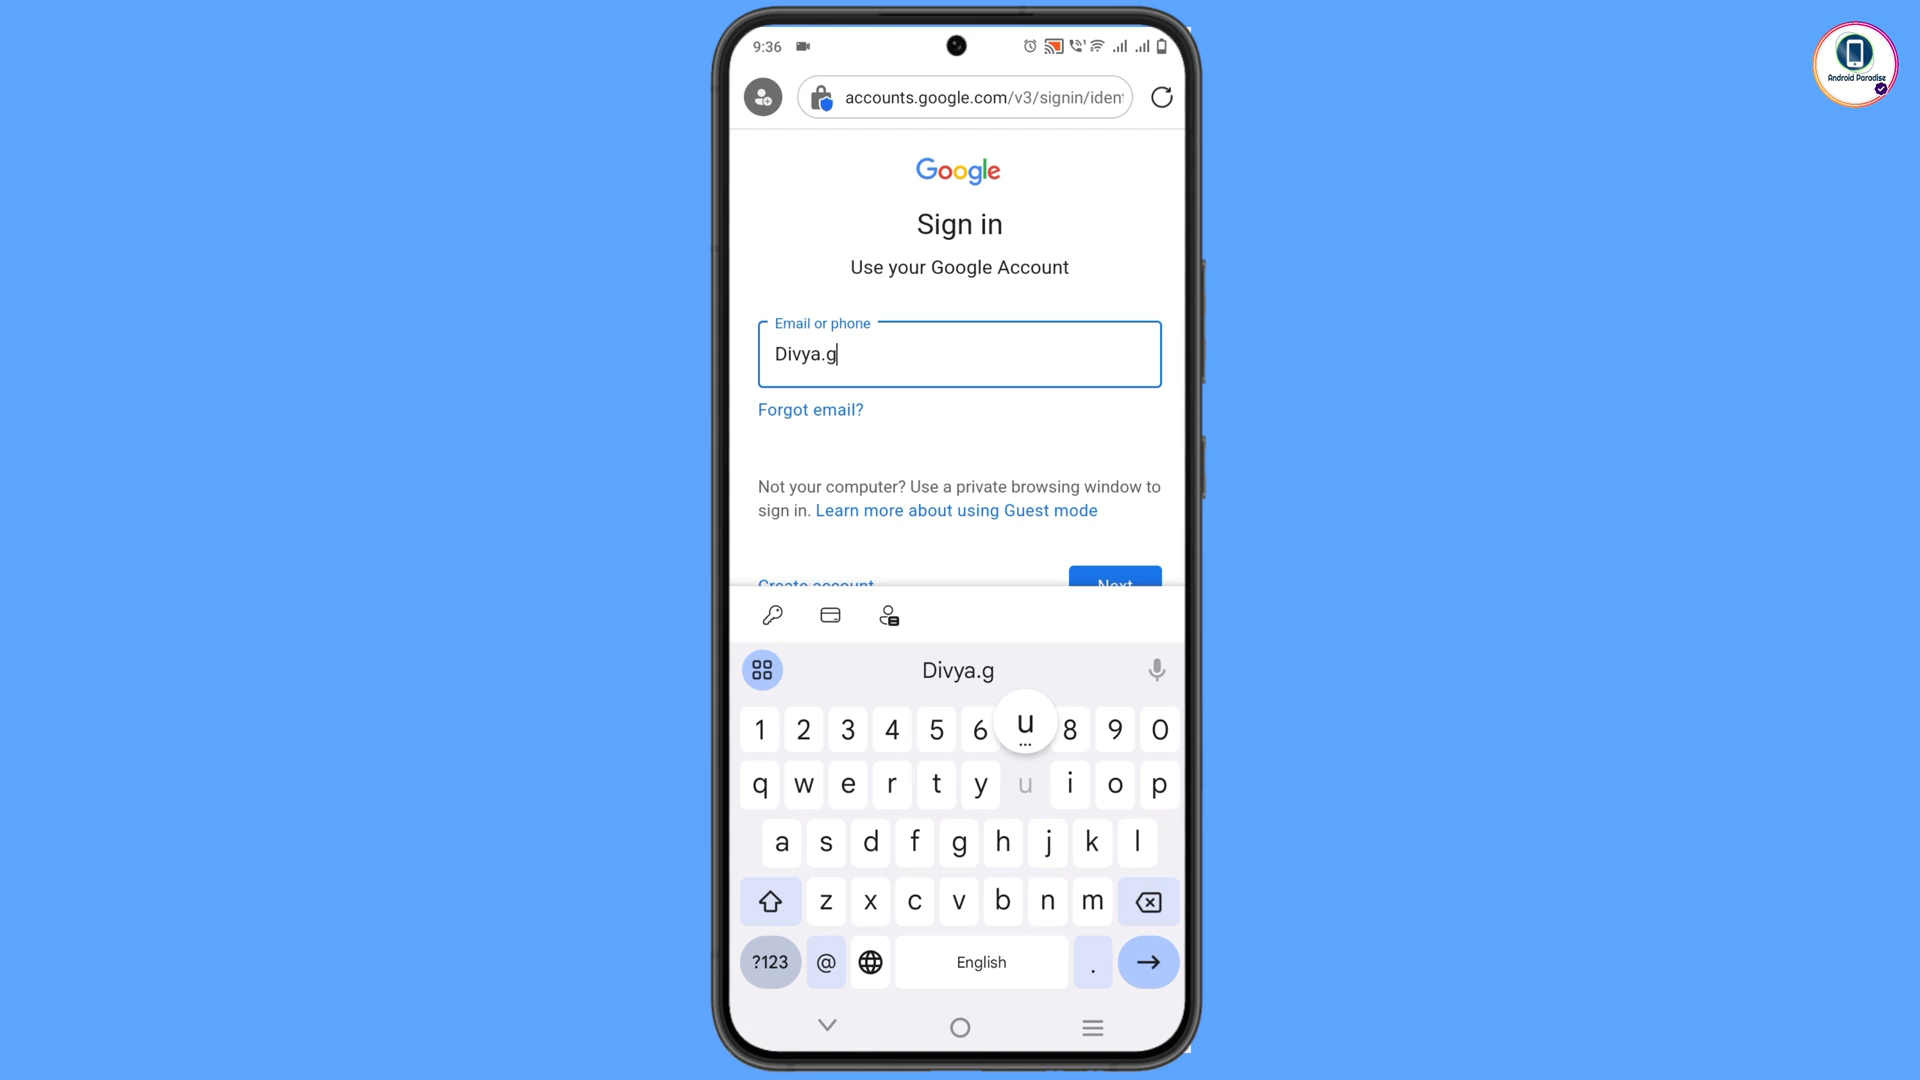 9:36
Android Paradise
accounts.google.com/v3/signin/iden
Google
Sign in
Use your Google Account
Email or phone
Divya.g
Forgot email?
Not your computer? Use a private browsing window to
sign in. Learn more about using Guest mode
Create account Next
Divya.g
1 2 3 4 5 6 u 8 9 0
q w e r t y u i o p
a s d f g h j k l
z x c v b n m
?123 @ English .